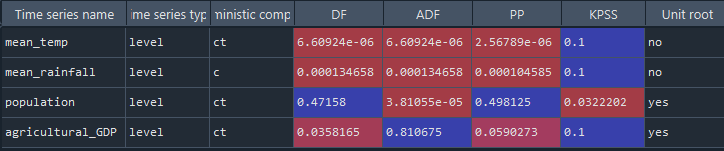 Time series name ime series typ ministic comp DF ADF PP KPSS Unit root
mean_temp level ct 6.60924e-06 6.60924e-06 2.56789e-06 0.1 no
mean_rainfall level c 0.000134658 0.000134658 0.000104585 0.1 no
population level ct 0.47158 3.81055e-05 0.498125 0.0322202 yes
agricultural_GDP level ct 0.0358165 0.810675 0.0590273 0.1 yes